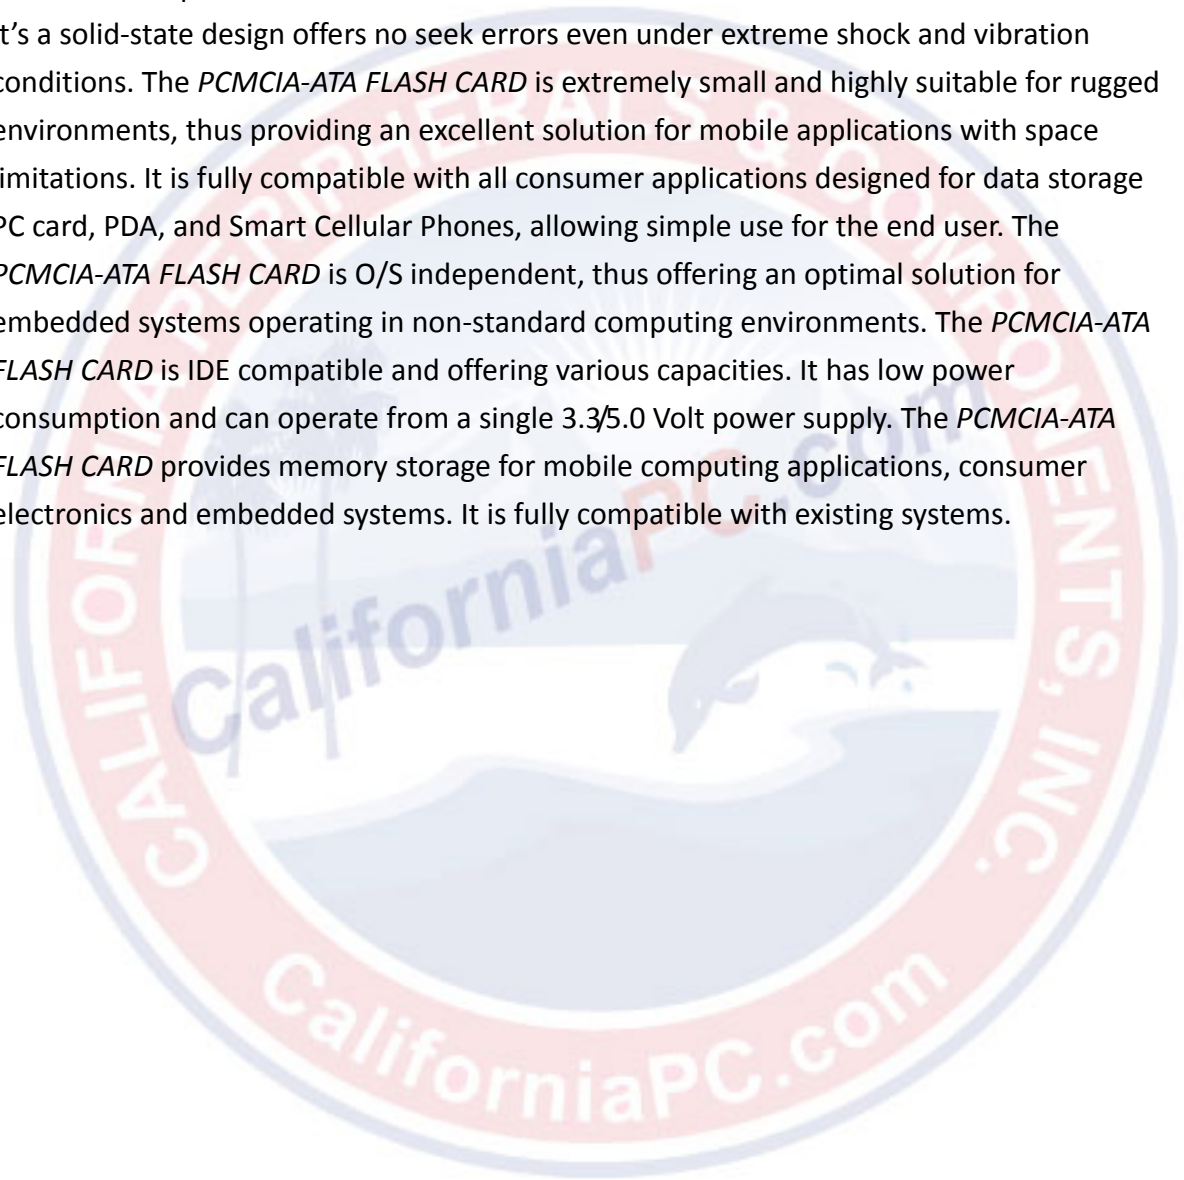 It's a solid-state design offers no seek errors even under extreme shock and vibration
conditions. The PCMCIA-ATA FLASH CARD is extremely small and highly suitable for rugged
environments, thus providing an excellent solution for mobile applications with space
limitations. It is fully compatible with all consumer applications designed for data storage
PC card, PDA, and Smart Cellular Phones, allowing simple use for the end user. The
PCMCIA-ATA FLASH CARD is O/S independent, thus offering an optimal solution for
embedded systems operating in non-standard computing environments. The PCMCIA-ATA
FLASH CARD is IDE compatible and offering various capacities. It has low power
consumption and can operate from a single 3.3/5.0 Volt power supply. The PCMCIA-ATA
FLASH CARD provides memory storage for mobile computing applications, consumer
electronics and embedded systems. It is fully compatible with existing systems.
CALIFORNIA PERIPHERALS & COMPONENTS, INC.
CaliforniaPC.com
CaliforniaPC.com